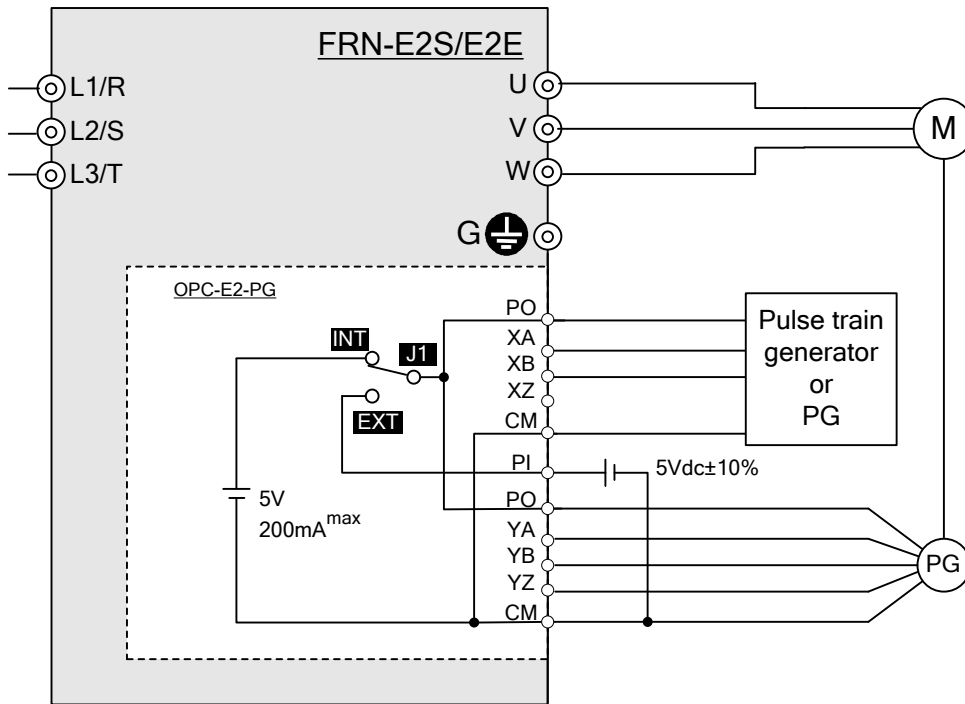 FRN-E2S/E2E
L1/R
L2/S
L3/T
U
V
W
M
G
OPC-E2-PG
INT
J1
EXT
5V
200mAmax
PO
XA
XB
XZ
CM
PI
PO
YA
YB
YZ
CM
Pulse train
generator
or
PG
5Vdc±10%
PG